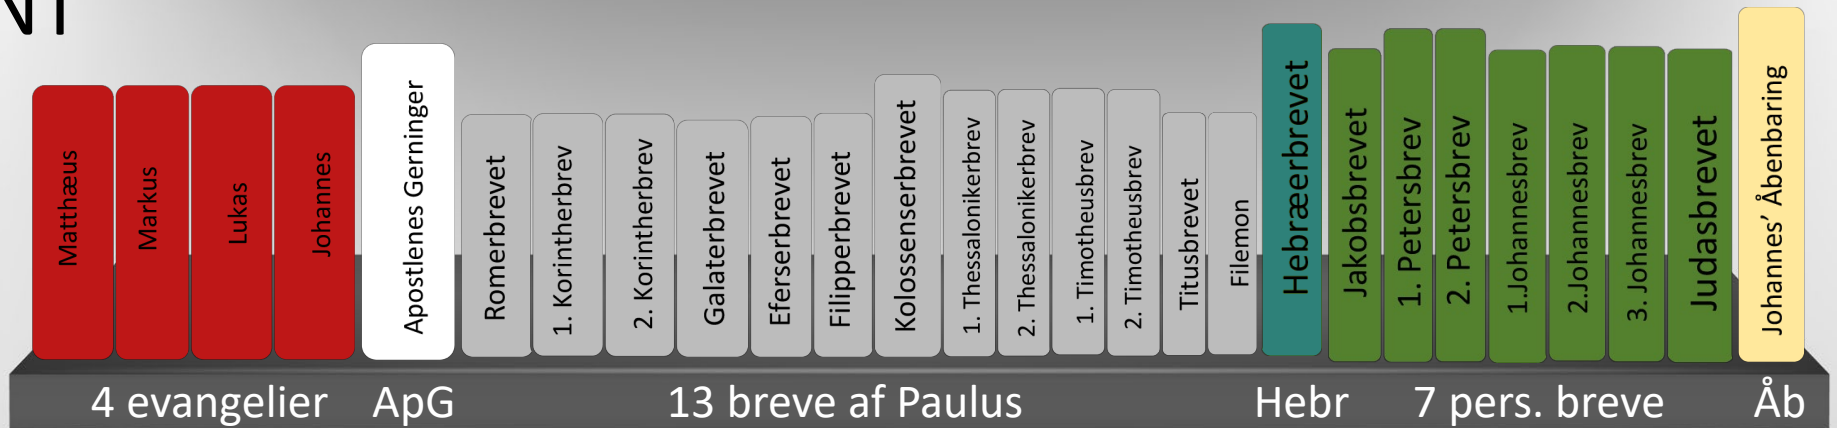 NT
Matthæus
Markus
Lukas
Johannes
Apostlenes Gerninger
Romerbrevet
1. Korintherbrev
2. Korintherbrev
Galaterbrevet
Eferserbrevet
Filipperbrevet
Kolossenserbrevet
1. Thessalonikerbrev
2. Thessalonikerbrev
1. Timotheusbrev
2. Timotheusbrev
Titusbrevet
Filemon
Hebræerbrevet
Jakobsbrevet
1. Petersbrev
2. Petersbrev
1.Johannesbrev
2.Johannesbrev
3. Johannesbrev
Judasbrevet
Johannes’ Åbenbaring
4 evangelier ApG 13 breve af Paulus Hebr 7 pers. breve Åb